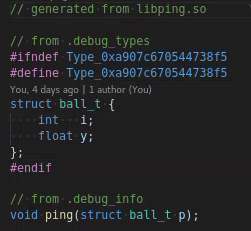 // generated from libping.so
// from .debug_types
#ifndef Type_0xa907c670544738f5
#define Type_0xa907c670544738f5
You, 4 days ago | 1 author (You)
struct ball_t {
    int  i;
    float y;
};
#endif
// from .debug_info
void ping(struct ball_t p);